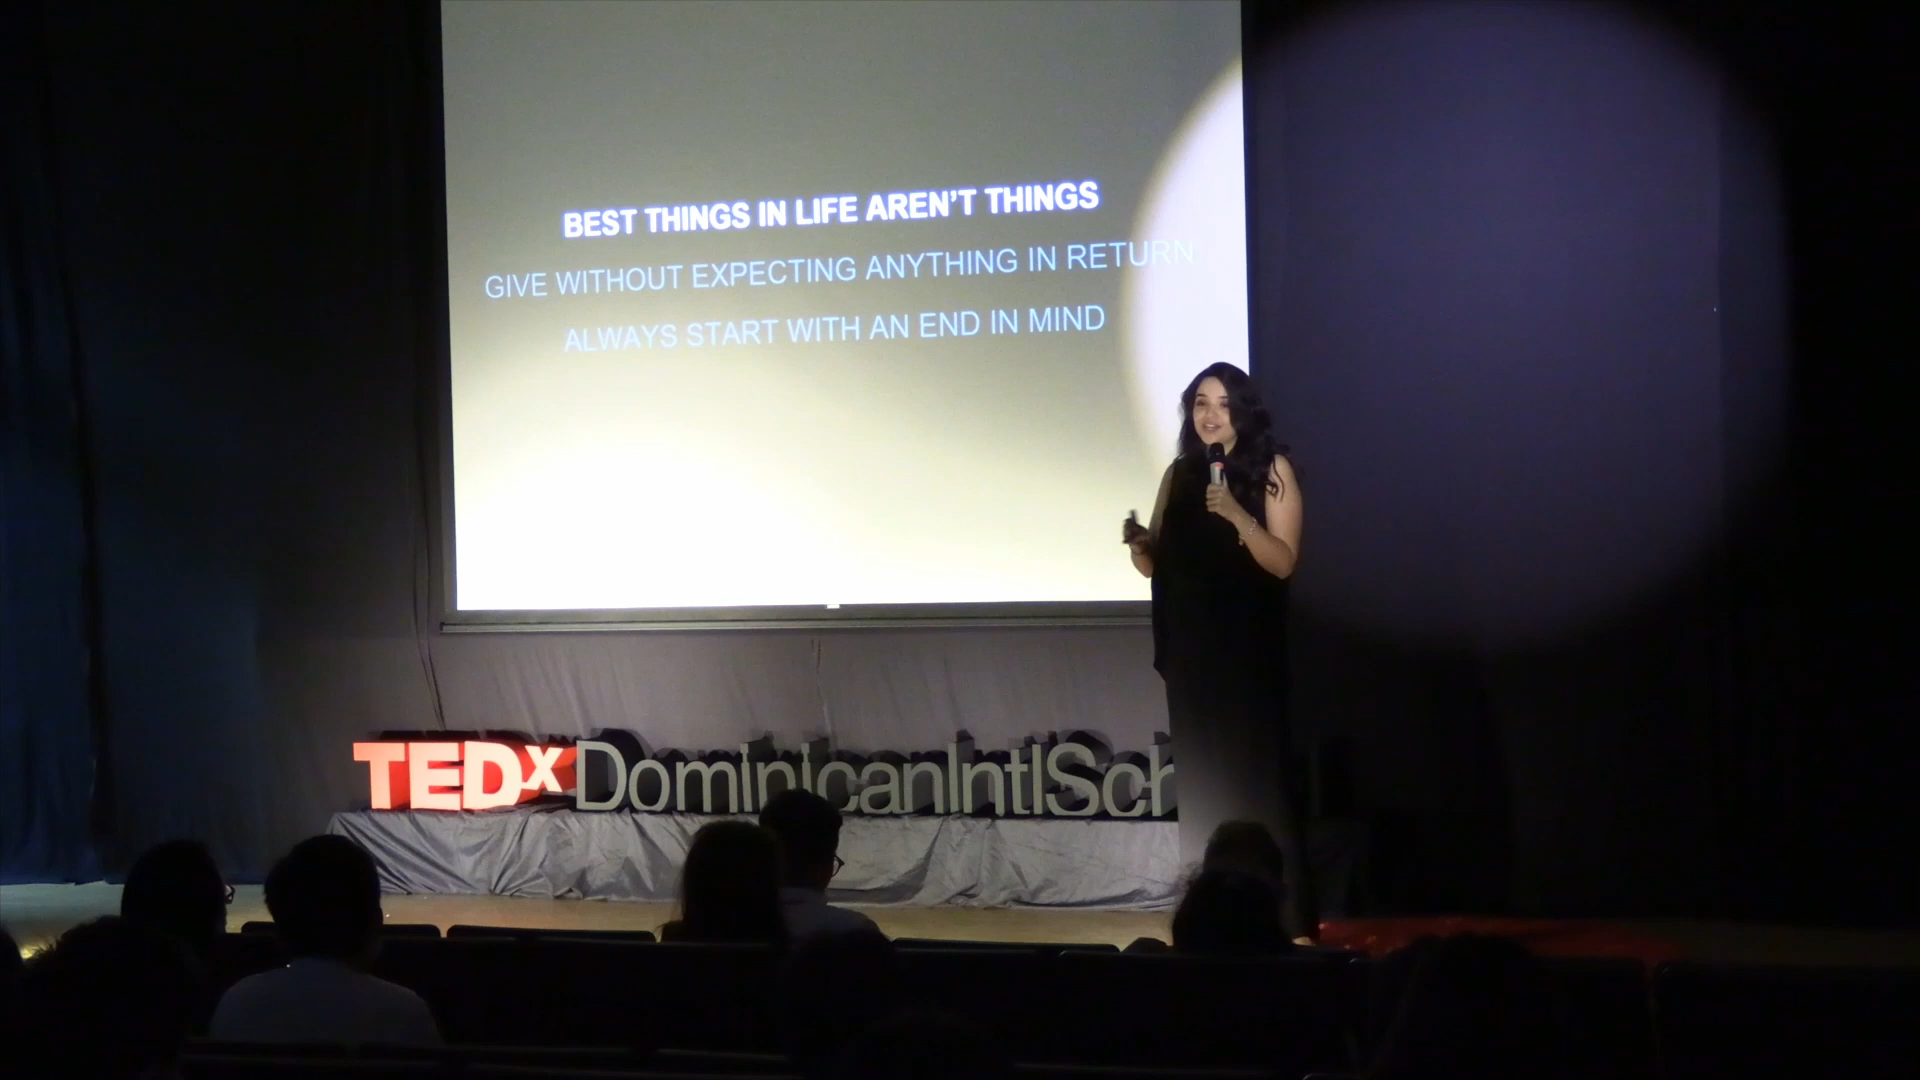 BEST THINGS IN LIFE AREN'T THINGS
GIVE WITHOUT EXPECTING ANYTHING IN RETURN
ALWAYS START WITH AN END IN MIND
TEDxDominicanIntlSch